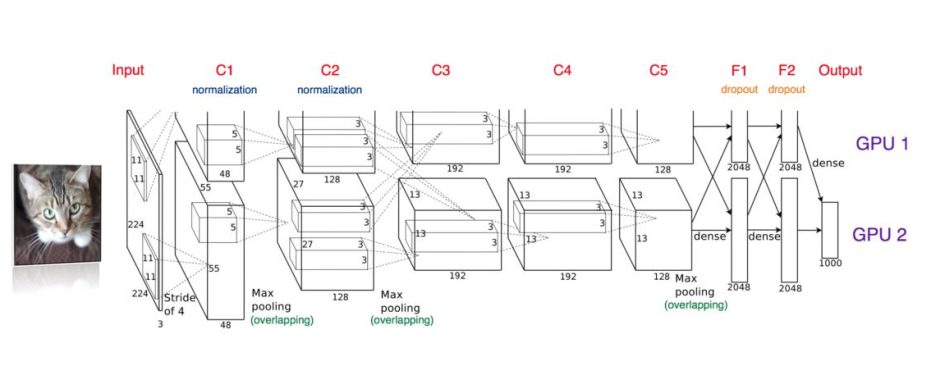 Input
C1
C2
C3
C4
C5
F1
F2
Output
normalization
normalization
dropout
dropout
GPU 1
GPU 2
11
11
5
5
48
3
3
3
128
3
3
192
3
3
192
128
2048
2048
dense
224
11
11
224
3
Stride
of 4
55
5
5
55
48
27
3
3
27
3
3
128
13
3
13
3
192
13
3
13
3
192
13
13
128
dense
dense
2048
2048
1000
Max
pooling
(overlapping)
Max
pooling
(overlapping)
Max
pooling
(overlapping)